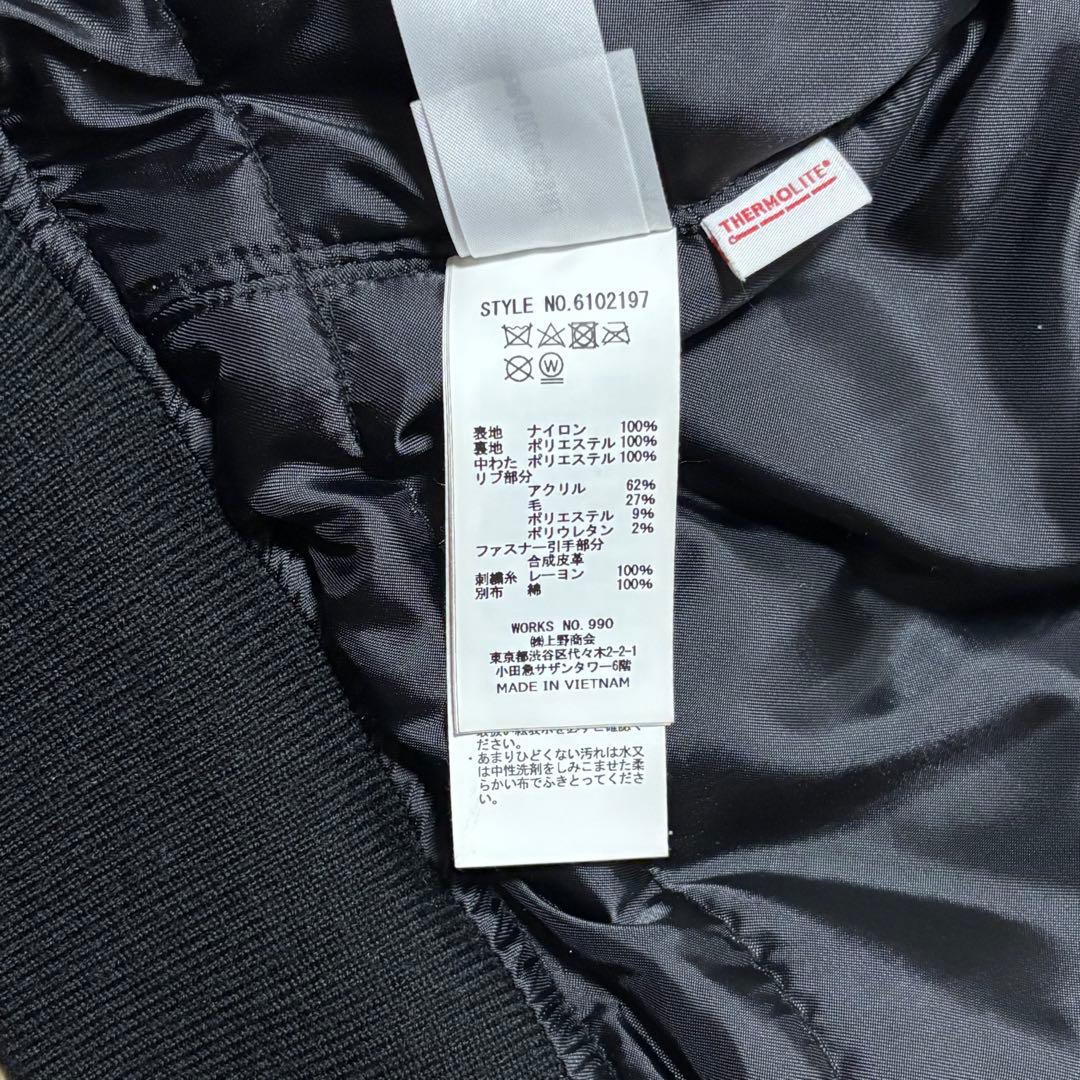 THERMOLITE®
STYLE NO.6102197
W
表地 ナイロン 100%
裏地 ポリエステル 100%
中わた ポリエステル 100%
リブ部分
アクリル 62%
毛 27%
ポリエステル 9%
ポリウレタン 2%
ファスナー引手部分
合成皮革
刺繍糸 レーヨン 100%
別布 綿 100%
WORKS NO.990
㈱上野商会
東京都渋谷区代々木2-2-1
小田急サザンタワー6階
MADE IN VIETNAM
ださい。
・あまりひどくない汚れは水又
は中性洗剤をしみこませた柔
らかい布でふきとってくださ
い。